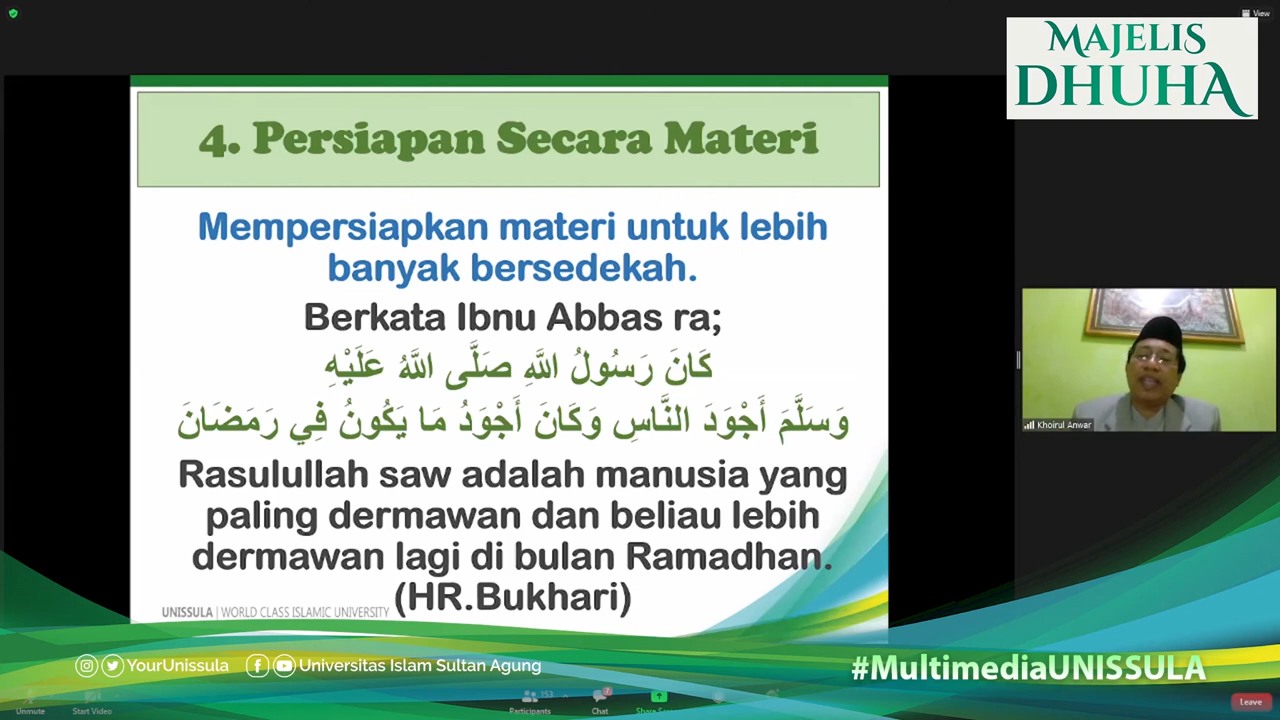 View
MAJELIS
DHUHA
4. Persiapan Secara Materi
Mempersiapkan materi untuk lebih
banyak bersedekah.
Berkata Ibnu Abbas ra;
كَانَ رَسُولُ اللَّهِ صَلَّى اللَّهُ عَلَيْهِ
وَسَلَّمَ أَجْوَدَ النَّاسِ وَكَانَ أَجْوَدُ مَا يَكُونُ فِي رَمَضَانَ
Rasulullah saw adalah manusia yang
paling dermawan dan beliau lebih
dermawan lagi di bulan Ramadhan.
(HR.Bukhari)
UNISSULA | WORLD CLASS ISLAMIC UNIVERSITY
Khoirul Anwar
YourUnissula
Universitas Islam Sultan Agung
#MultimediaUNISSULA
Unmute
Start Video
153
Participants
Chat
Leave